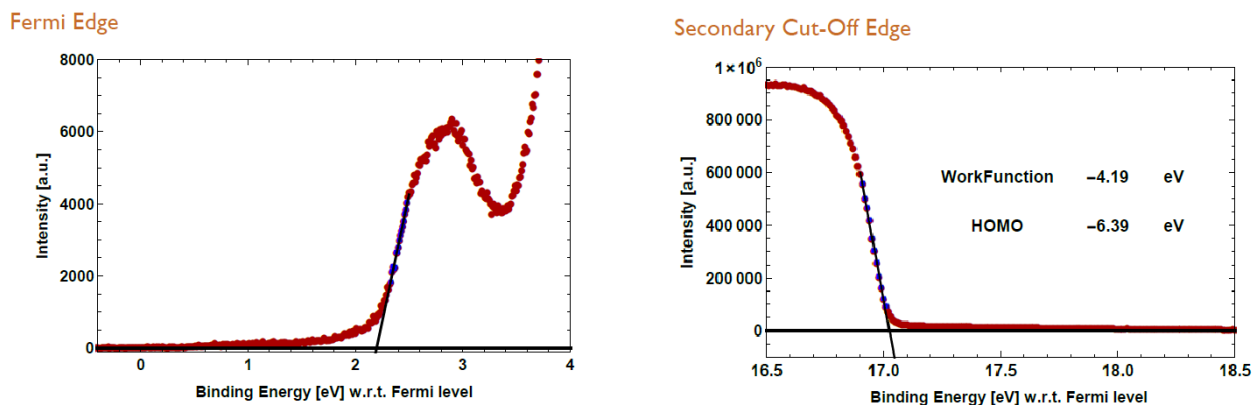 Fermi Edge
8000
6000
4000
2000
0
Intensity [a.u.]
0 1 2 3 4
Binding Energy [eV] w.r.t. Fermi level
Secondary Cut-Off Edge
1×10⁶
800 000
600 000
400 000
200 000
0
Intensity [a.u.]
WorkFunction −4.19 eV
HOMO −6.39 eV
16.5 17.0 17.5 18.0 18.5
Binding Energy [eV] w.r.t. Fermi level